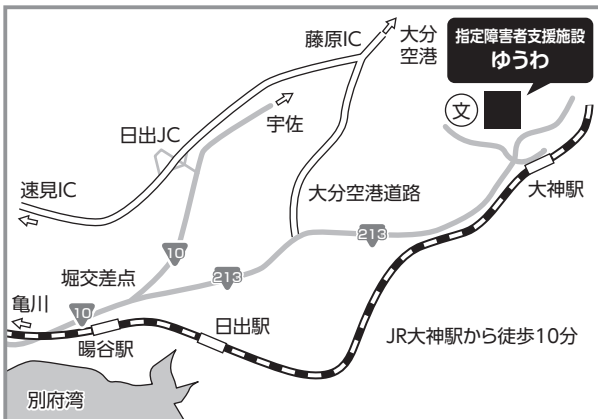 藤原IC
大分
空港
指定障害者支援施設
ゆうわ
文
宇佐
日出JC
速見IC
大分空港道路
大神駅
213
10
堀交差点
213
亀川
10
暘谷駅
日出駅
JR大神駅から徒歩10分
別府湾